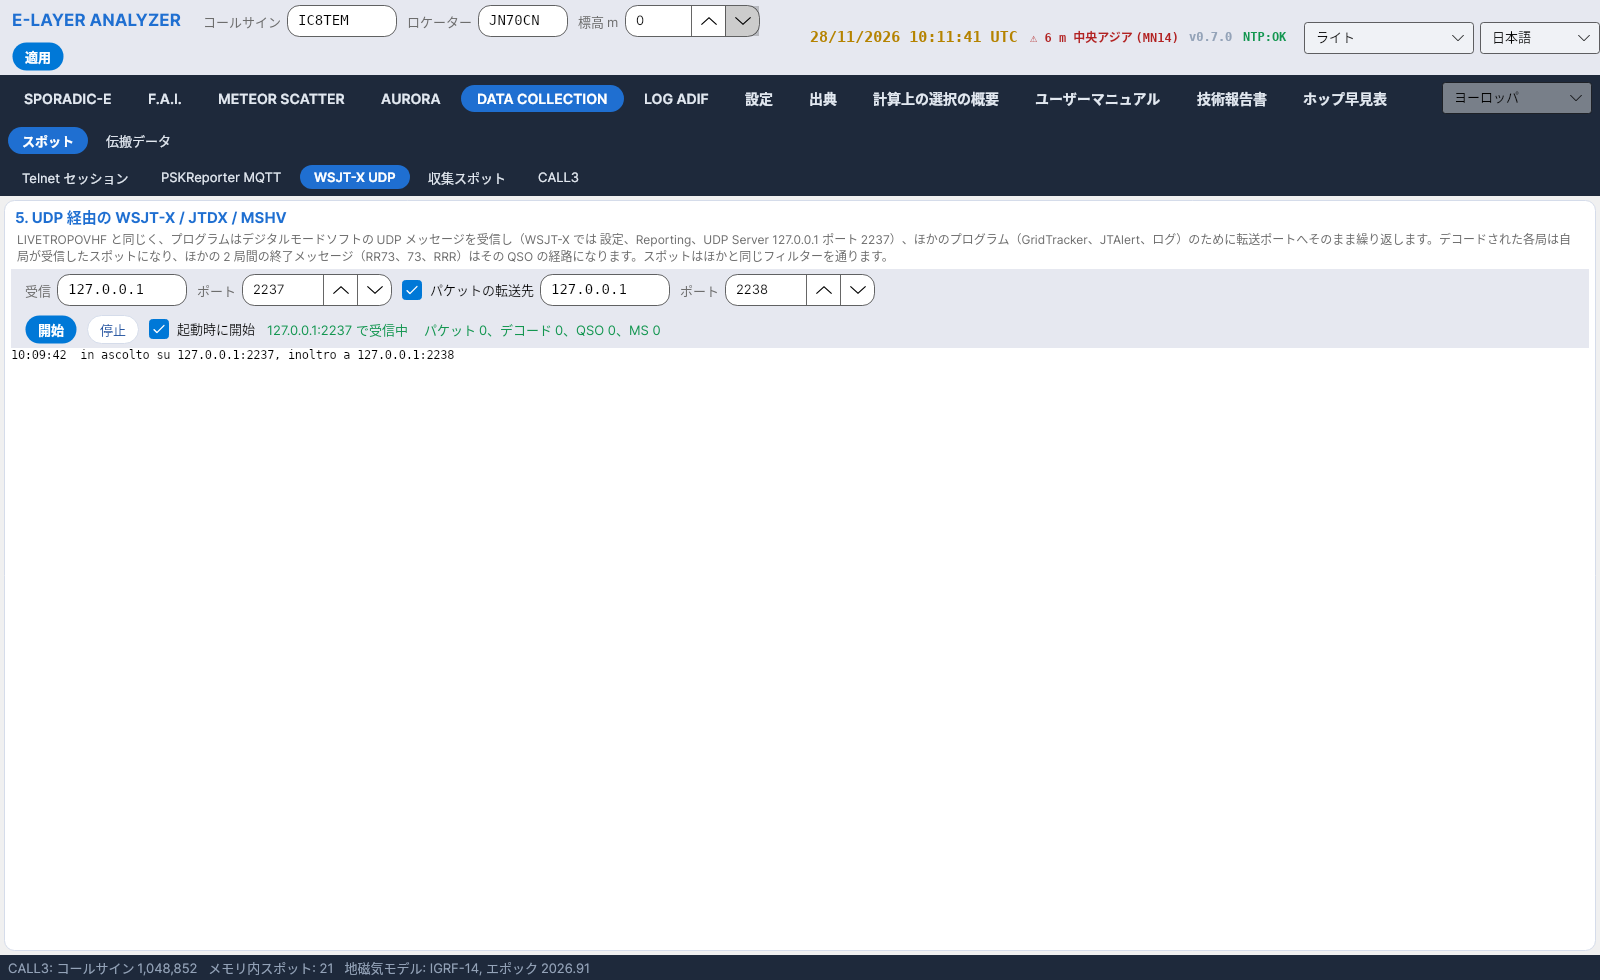 E-LAYER ANALYZER コールサイン IC8TEM ロケーター JN70CN 標高 m 0
28/11/2026 10:11:41 UTC ⚠ 6 m 中央アジア (MN14) v0.7.0 NTP:OK ライト 日本語
適用
SPORADIC-E F.A.I. METEOR SCATTER AURORA DATA COLLECTION LOG ADIF 設定 出典 計算上の選択の概要 ユーザーマニュアル 技術報告書 ホップ早見表 ヨーロッパ
スポット 伝搬データ
Telnet セッション PSKReporter MQTT WSJT-X UDP 収集スポット CALL3
5. UDP 経由の WSJT-X / JTDX / MSHV
LIVETROPOVHF と同じく、プログラムはデジタルモードソフトの UDP メッセージを受信し（WSJT-X では 設定、Reporting、UDP Server 127.0.0.1 ポート 2237）、ほかのプログラム（GridTracker、JTAlert、ログ）のために転送ポートへそのまま繰り返します。デコードされた各局は自
局が受信したスポットになり、ほかの 2 局間の終了メッセージ（RR73、73、RRR）はその QSO の経路になります。スポットはほかと同じフィルターを通ります。
受信 127.0.0.1 ポート 2237 パケットの転送先 127.0.0.1 ポート 2238
開始 停止 起動時に開始 127.0.0.1:2237 で受信中 パケット 0、デコード 0、QSO 0、MS 0
10:09:42 in ascolto su 127.0.0.1:2237, inoltro a 127.0.0.1:2238
CALL3: コールサイン 1,048,852 メモリ内スポット: 21 地磁気モデル: IGRF-14, エポック 2026.91